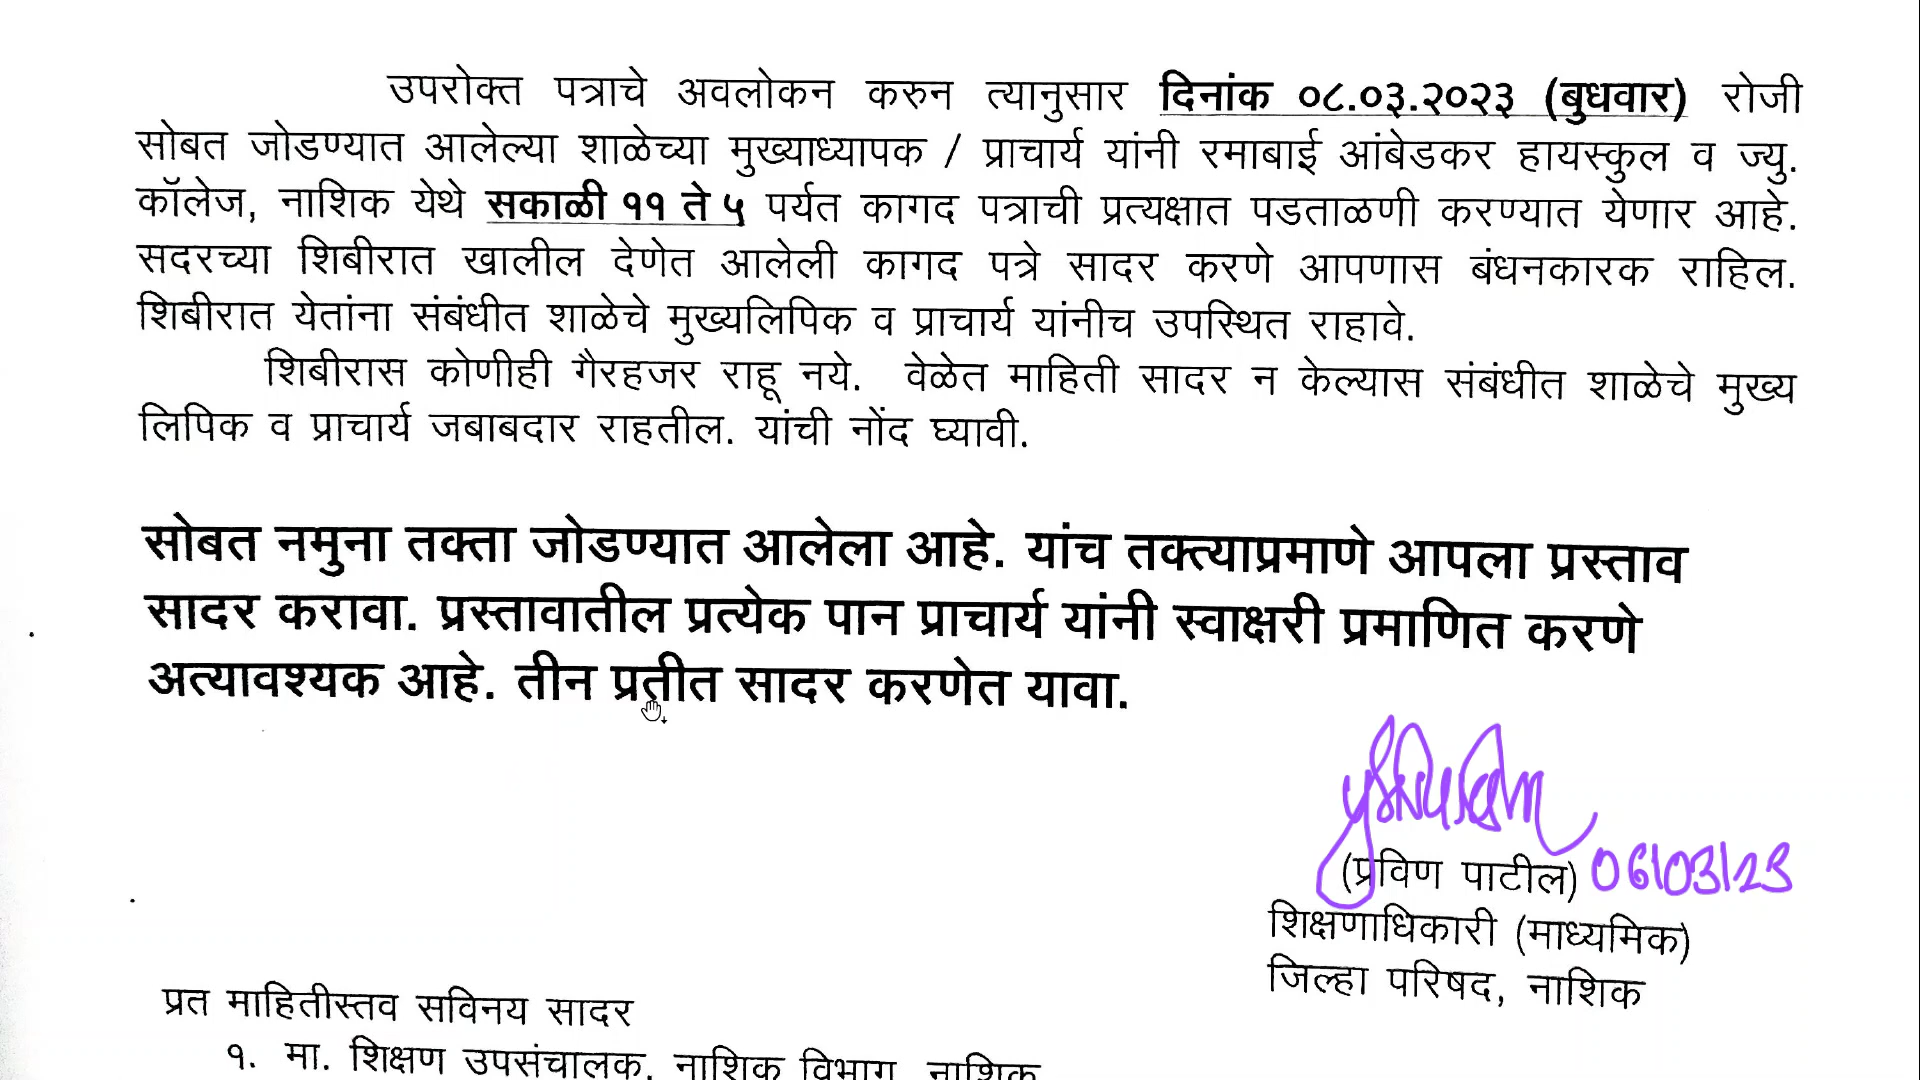 उपरोक्त पत्राचे अवलोकन करुन त्यानुसार दिनांक ०८.०३.२०२३ (बुधवार) रोजी
सोबत जोडण्यात आलेल्या शाळेच्या मुख्याध्यापक / प्राचार्य यांनी रमाबाई आंबेडकर हायस्कुल व ज्यु.
कॉलेज, नाशिक येथे सकाळी ११ ते ५ पर्यत कागद पत्राची प्रत्यक्षात पडताळणी करण्यात येणार आहे.
सदरच्या शिबीरात खालील देणेत आलेली कागद पत्रे सादर करणे आपणास बंधनकारक राहिल.
शिबीरात येतांना संबंधीत शाळेचे मुख्यलिपिक व प्राचार्य यांनीच उपस्थित राहावे.
शिबीरास कोणीही गैरहजर राहू नये. वेळेत माहिती सादर न केल्यास संबंधीत शाळेचे मुख्य
लिपिक व प्राचार्य जबाबदार राहतील. यांची नोंद घ्यावी.
सोबत नमुना तक्ता जोडण्यात आलेला आहे. यांच तक्त्याप्रमाणे आपला प्रस्ताव
सादर करावा. प्रस्तावातील प्रत्येक पान प्राचार्य यांनी स्वाक्षरी प्रमाणित करणे
अत्यावश्यक आहे. तीन प्रतीत सादर करणेत यावा.
(प्रविण पाटील) 06/03/23
शिक्षणाधिकारी (माध्यमिक)
जिल्हा परिषद, नाशिक
प्रत माहितीस्तव सविनय सादर
१. मा. शिक्षण उपसंचालक, नाशिक विभाग, नाशिक